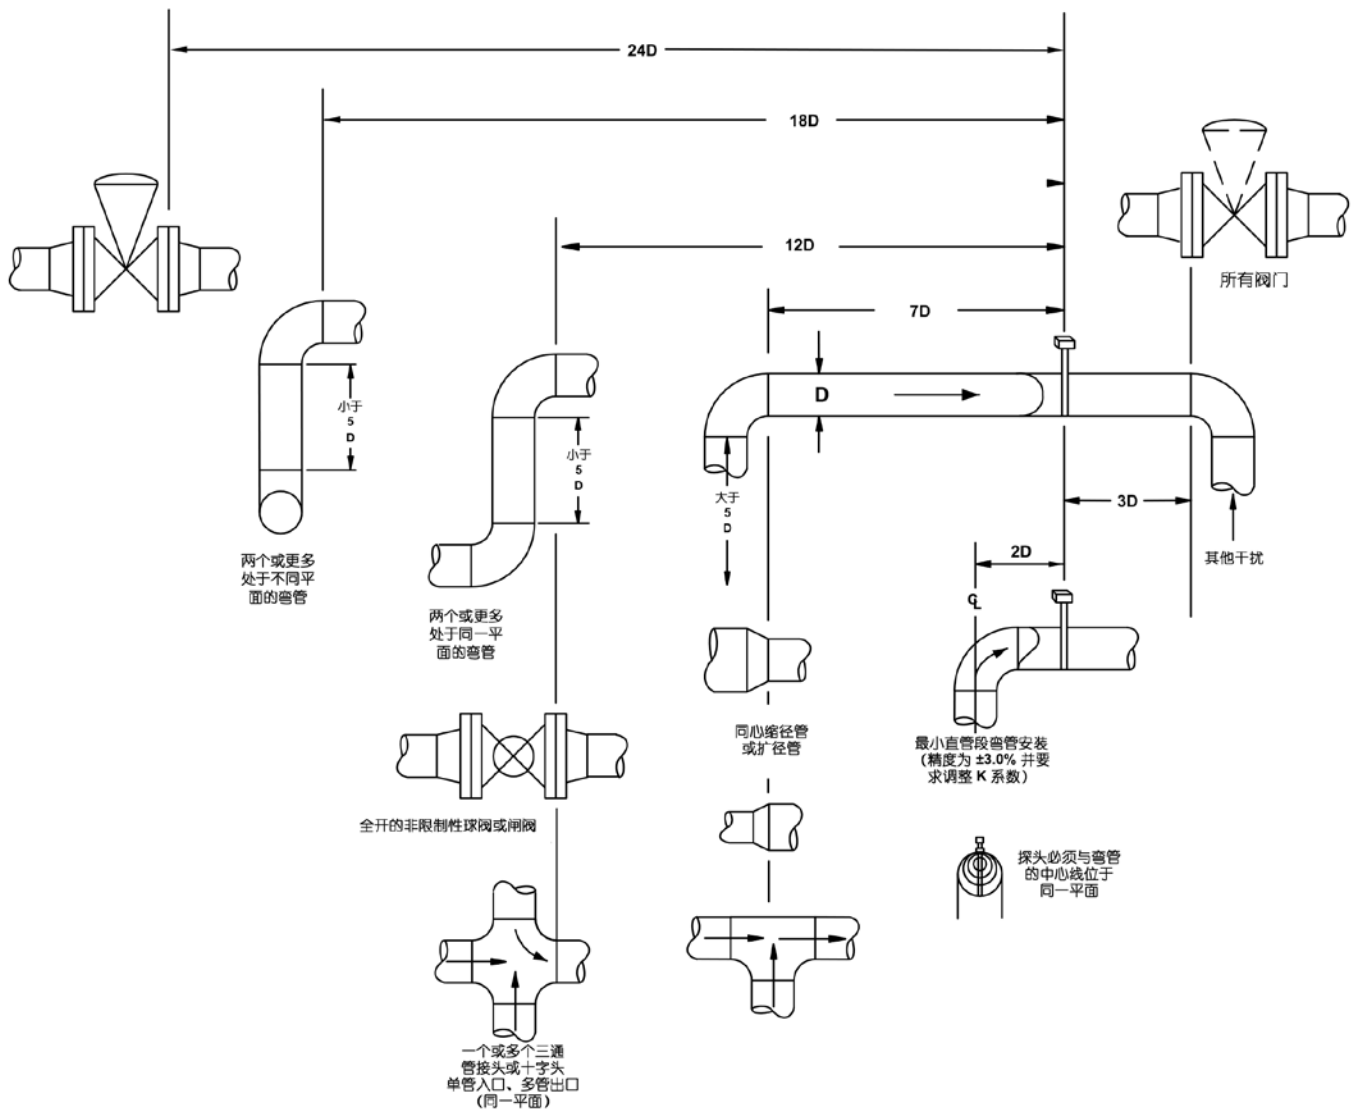 24D
18D
12D
所有阀门
7D
D
小于
5
D
小于
5
D
大于
5
D
3D
2D
其他干扰
℄
两个或更多
处于不同平
面的弯管
两个或更多
处于同一平
面的弯管
同心缩径管
或扩径管
最小直管段弯管安装
（精度为 ±3.0% 并要
求调整 K 系数）
全开的非限制性球阀或闸阀
探头必须与弯管
的中心线位于
同一平面
一个或多个三通
管接头或十字头
单管入口、多管出口
（同一平面）